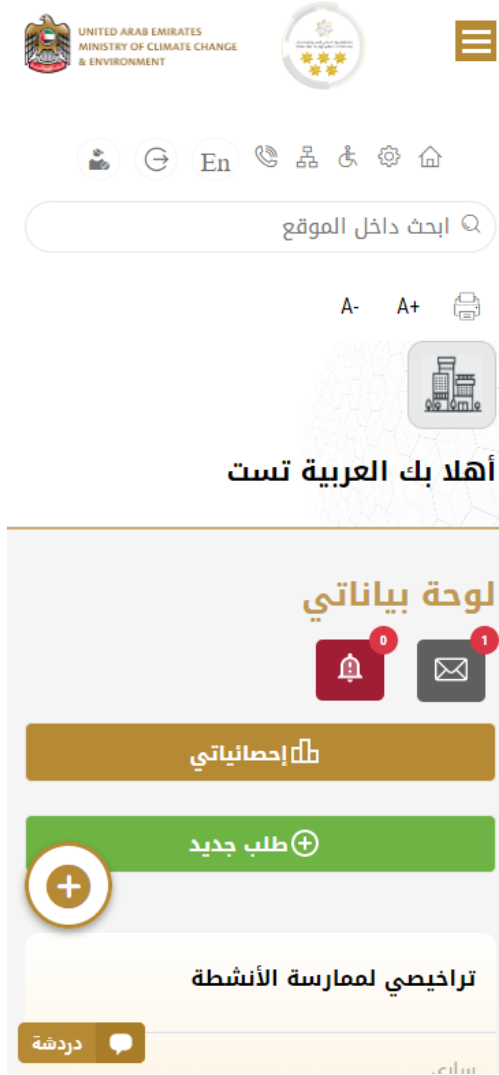 UNITED ARAB EMIRATES
MINISTRY OF CLIMATE CHANGE
& ENVIRONMENT
En
ابحث داخل الموقع
A- A+
أهلا بك العربية تست
لوحة بياناتي
1
0
إحصائياتي
طلب جديد
تراخيصي لممارسة الأنشطة
دردشة
ساري